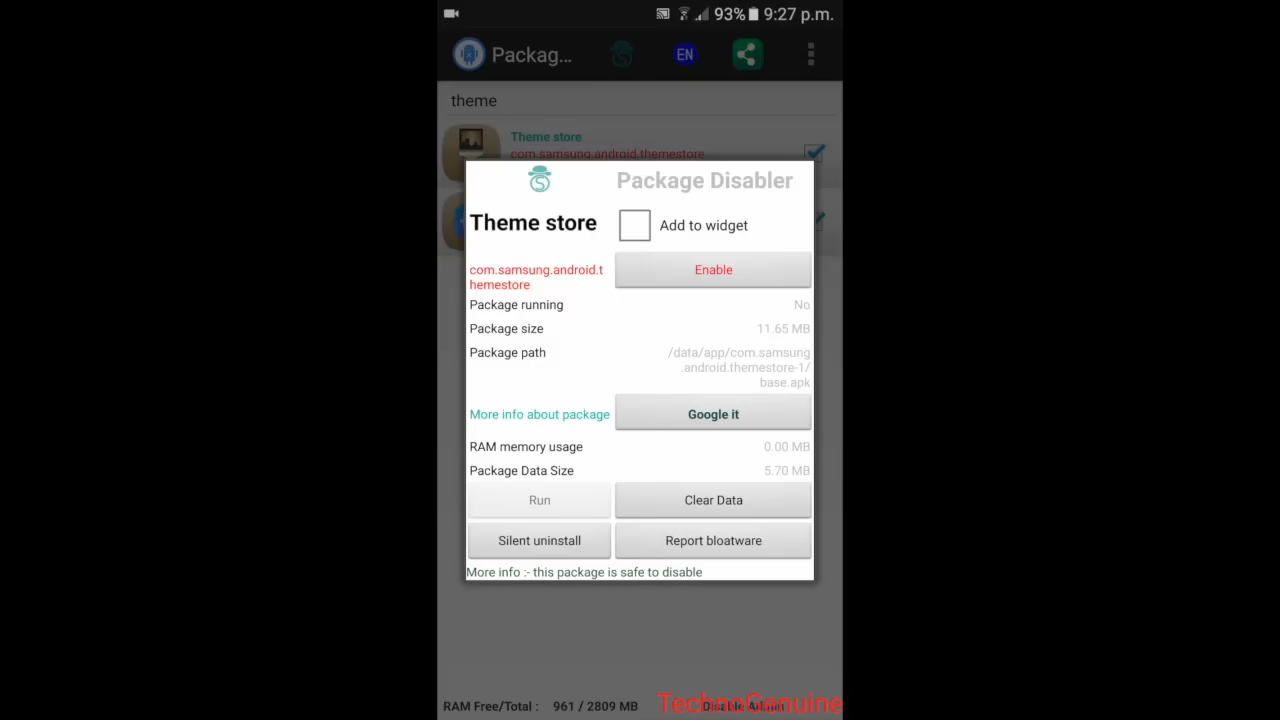 93% 9:27 p.m.
Packag... EN
theme
Theme store
com.samsung.android.themestore
Package Disabler
Theme store
Add to widget
com.samsung.android.t
hemestore
Enable
Package running
No
Package size
11.65 MB
Package path
/data/app/com.samsung
.android.themestore-1/
base.apk
More info about package
Google it
RAM memory usage
0.00 MB
Package Data Size
5.70 MB
Run
Clear Data
Silent uninstall
Report bloatware
More info :- this package is safe to disable
RAM Free/Total : 961 / 2809 MB
Disable Admin
TechnoGenuine